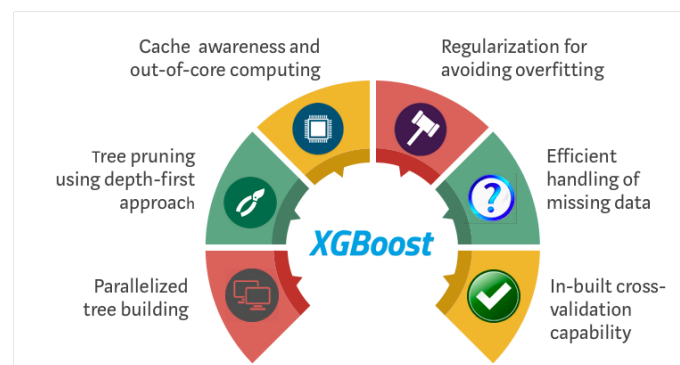 Cache awareness and
out-of-core computing
Regularization for
avoiding overfitting
Tree pruning
using depth-first
approach
Efficient
handling of
missing data
XGBoost
Parallelized
tree building
In-built cross-
validation
capability